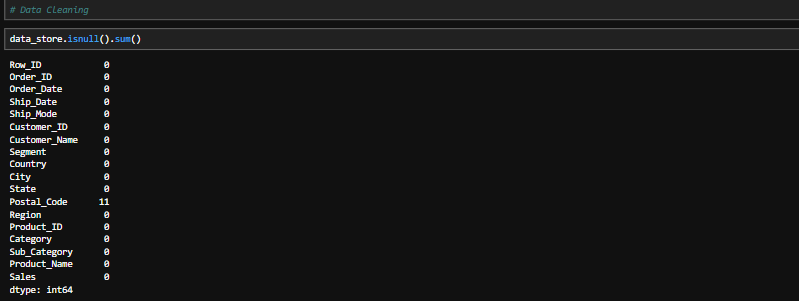 # Data Cleaning
data_store.isnull().sum()
Row_ID 0
Order_ID 0
Order_Date 0
Ship_Date 0
Ship_Mode 0
Customer_ID 0
Customer_Name 0
Segment 0
Country 0
City 0
State 0
Postal_Code 11
Region 0
Product_ID 0
Category 0
Sub_Category 0
Product_Name 0
Sales 0
dtype: int64